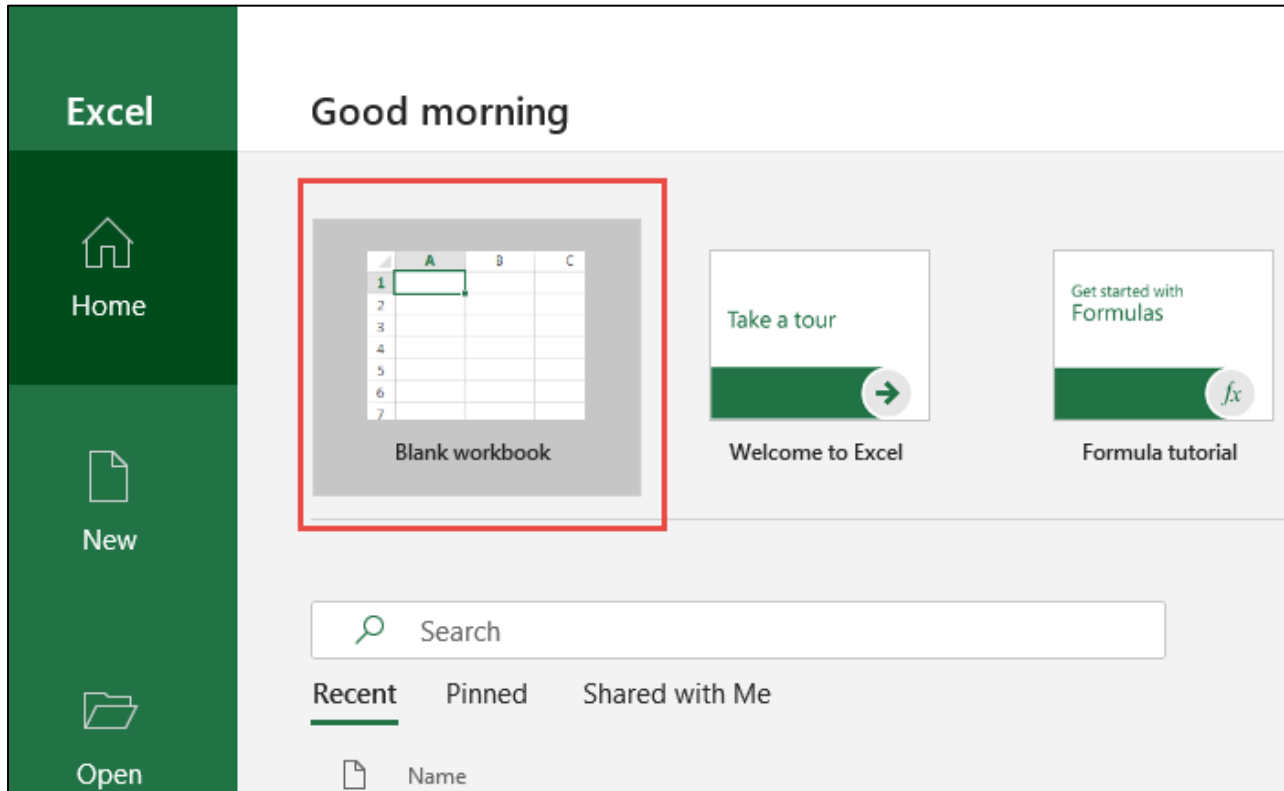 Excel
Good morning
Home
New
Open
A B C
1
2
3
4
5
6
7
Blank workbook
Take a tour
Welcome to Excel
Get started with
Formulas
fx
Formula tutorial
Search
Recent Pinned Shared with Me
Name